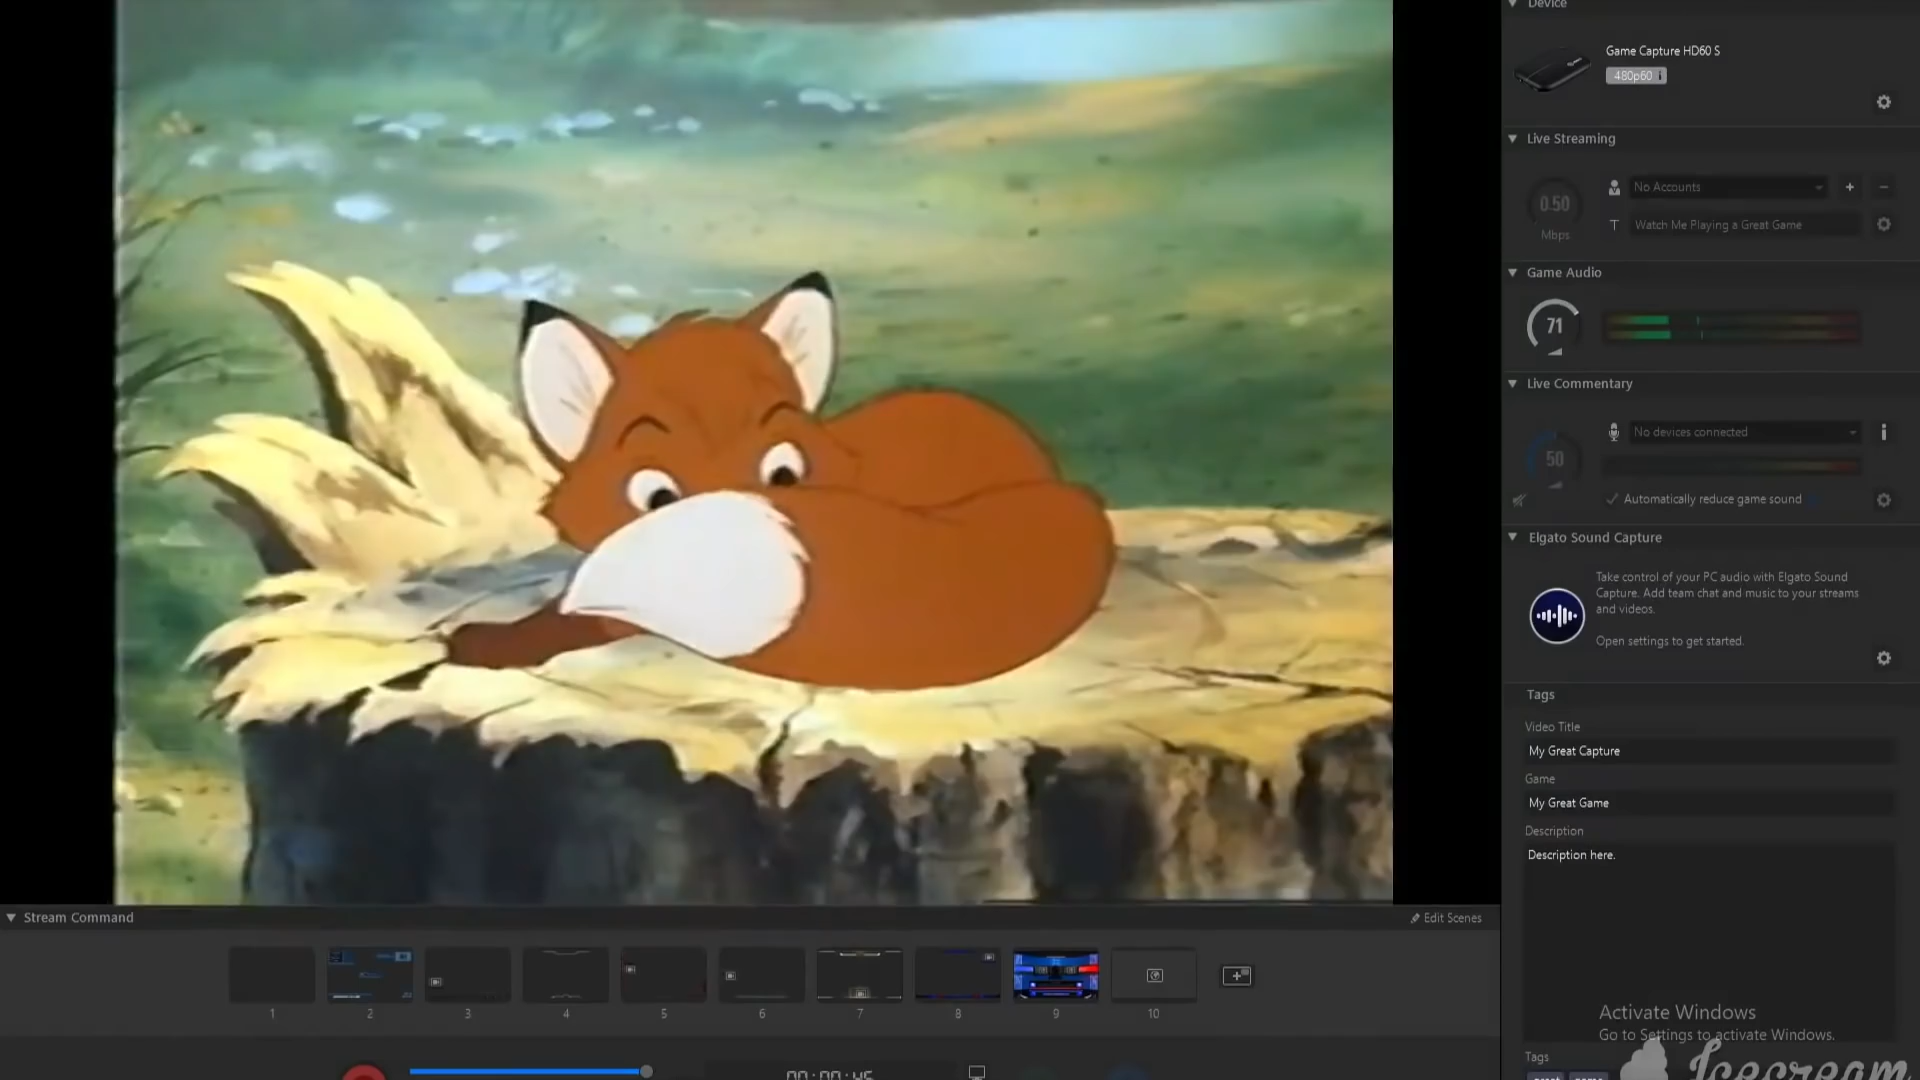 Device
Game Capture HD60 S
480p60 i
Live Streaming
0.50
Mbps
No Accounts
Watch Me Playing a Great Game
Game Audio
71
Live Commentary
No devices connected
50
Automatically reduce game sound
Elgato Sound Capture
Take control of your PC audio with Elgato Sound
Capture. Add team chat and music to your streams
and videos.
Open settings to get started.
Tags
Video Title
My Great Capture
Game
My Great Game
Description
Description here.
Activate Windows
Go to Settings to activate Windows.
Tags
Icecream
Stream Command
Edit Scenes
1 2 3 4 5 6 7 8 9 10
00:00:45